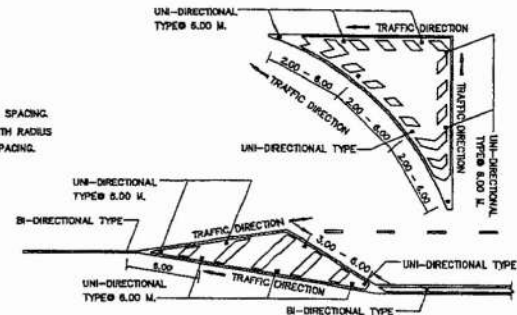 UNI-DIRECTIONAL
TYPE@ 6.00 M.
TRAFFIC DIRECTION
SPACING.
TH RADIUS
PACING.
2.00 - 6.00
TRAFFIC DIRECTION
2.00 - 6.00
TRAFFIC DIRECTION
UNI-DIRECTIONAL
TYPE@ 6.00 M.
UNI-DIRECTIONAL TYPE
2.00 - 6.00
UNI-DIRECTIONAL
TYPE@ 6.00 M.
BI-DIRECTIONAL TYPE
TRAFFIC DIRECTION
3.00 - 6.00
UNI-DIRECTIONAL TYPE
6.00
UNI-DIRECTIONAL
TYPE@ 6.00 M.
TRAFFIC DIRECTION
BI-DIRECTIONAL TYPE